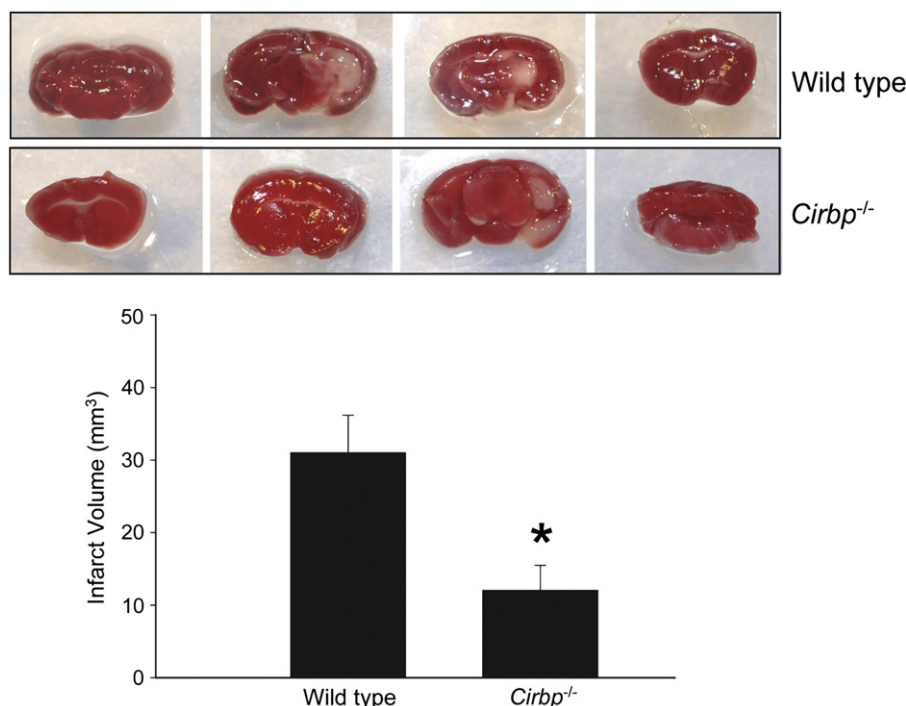 Wild type
Cirbp-/-
50
40
30
20
10
0
Infarct Volume (mm³)
*
Wild type
Cirbp-/-